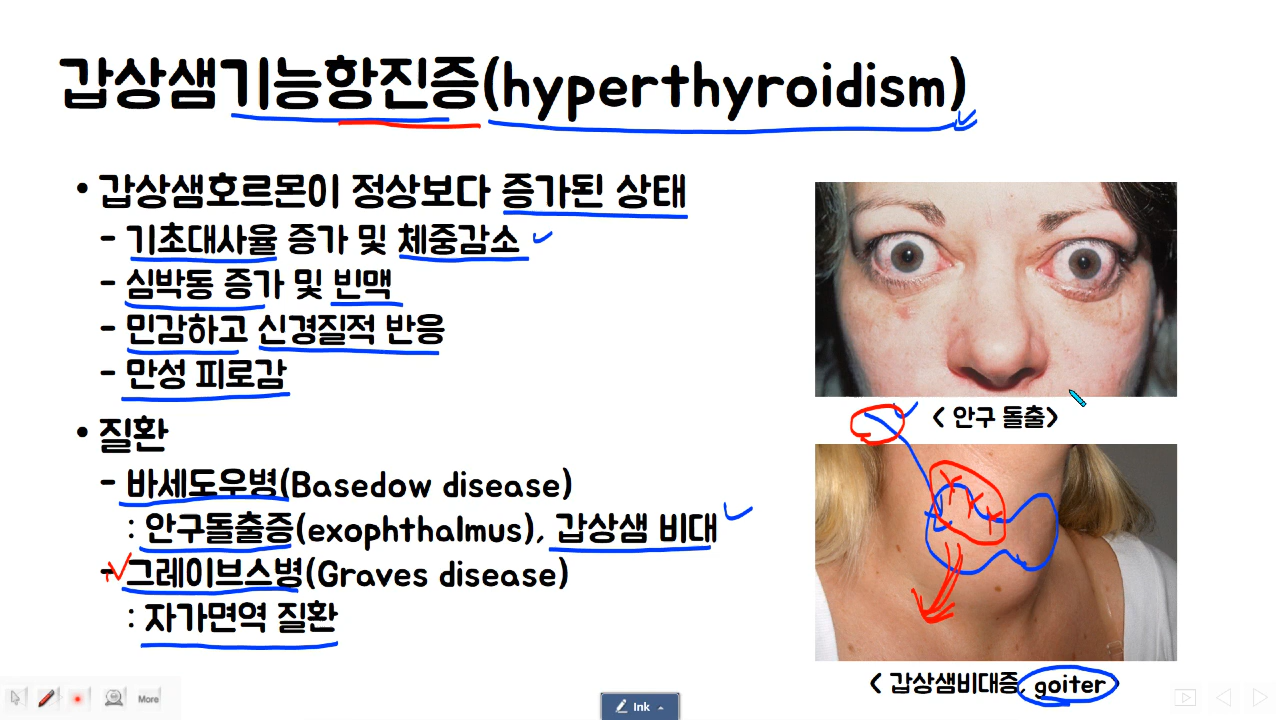 갑상샘기능항진증(hyperthyroidism)
• 갑상샘호르몬이 정상보다 증가된 상태
- 기초대사율 증가 및 체중감소
- 심박동 증가 및 빈맥
- 민감하고 신경질적 반응
- 만성 피로감
• 질환
- 바세도우병(Basedow disease)
: 안구돌출증(exophthalmus), 갑상샘 비대
- 그레이브스병(Graves disease)
: 자가면역 질환
< 안구 돌출>
< 갑상샘비대증, goiter >
More
Ink